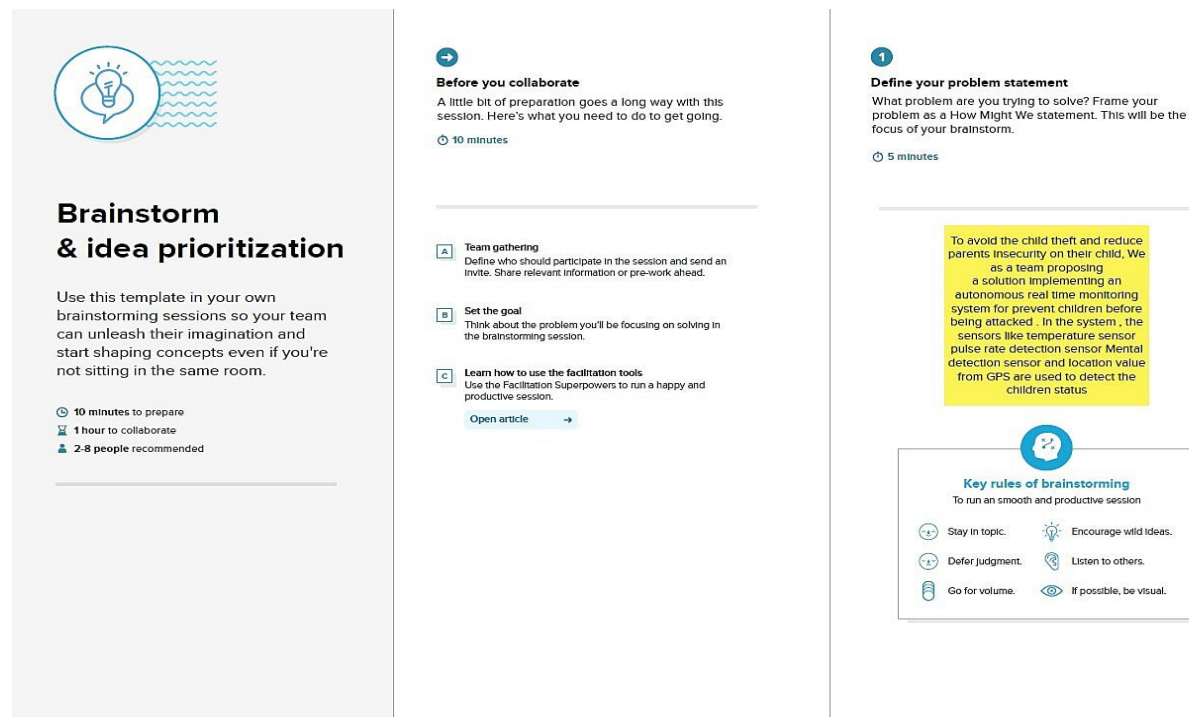 Brainstorm
& idea prioritization
Use this template in your own
brainstorming sessions so your team
can unleash their imagination and
start shaping concepts even if you're
not sitting in the same room.
10 minutes to prepare
1 hour to collaborate
2-8 people recommended
Before you collaborate
A little bit of preparation goes a long way with this
session. Here's what you need to do to get going.
10 minutes
A
Team gathering
Define who should participate in the session and send an
invite. Share relevant information or pre-work ahead.
B
Set the goal
Think about the problem you'll be focusing on solving in
the brainstorming session.
C
Learn how to use the facilitation tools
Use the Facilitation Superpowers to run a happy and
productive session.
Open article
1
Define your problem statement
What problem are you trying to solve? Frame your
problem as a How Might We statement. This will be the
focus of your brainstorm.
5 minutes
To avoid the child theft and reduce
parents insecurity on their child, We
as a team proposing
a solution implementing an
autonomous real time monitoring
system for prevent children before
being attacked . In the system , the
sensors like temperature sensor
pulse rate detection sensor Mental
detection sensor and location value
from GPS are used to detect the
children status
Key rules of brainstorming
To run an smooth and productive session
Stay in topic.
Encourage wild ideas.
Defer judgment.
Listen to others.
Go for volume.
If possible, be visual.